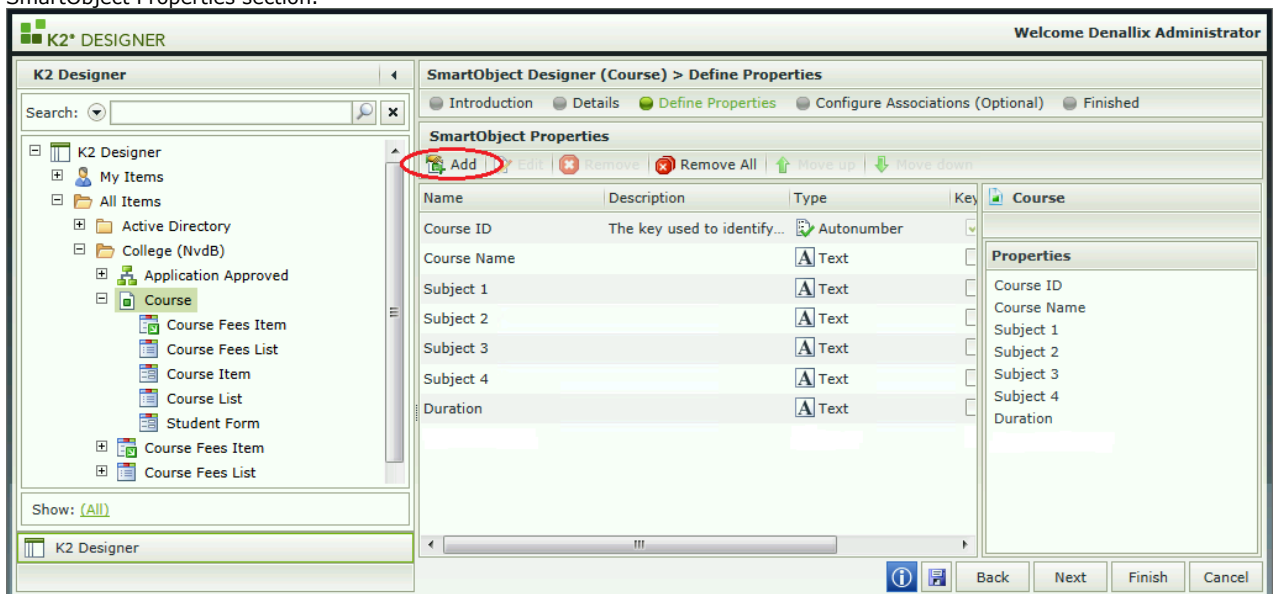 SmartObject Properties section.
K2* DESIGNER
Welcome Denallix Administrator
K2 Designer
SmartObject Designer (Course) > Define Properties
Search:
Introduction Details Define Properties Configure Associations (Optional) Finished
SmartObject Properties
Add Edit Remove Remove All Move up Move down
K2 Designer
My Items
All Items
Active Directory
College (NvdB)
Application Approved
Course
Course Fees Item
Course Fees List
Course Item
Course List
Student Form
Course Fees Item
Course Fees List
Show: (All)
K2 Designer
Name Description Type Key
Course ID The key used to identify... Autonumber
Course Name A Text
Subject 1 A Text
Subject 2 A Text
Subject 3 A Text
Subject 4 A Text
Duration A Text
Course
Properties
Course ID
Course Name
Subject 1
Subject 2
Subject 3
Subject 4
Duration
Back Next Finish Cancel